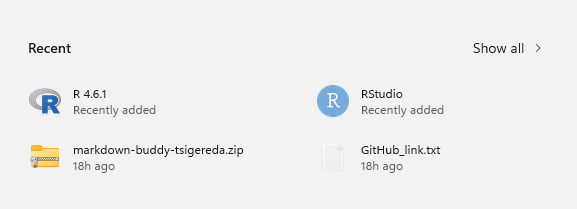 Recent
Show all
R 4.6.1
Recently added
RStudio
Recently added
markdown-buddy-tsigereda.zip
18h ago
GitHub_link.txt
18h ago